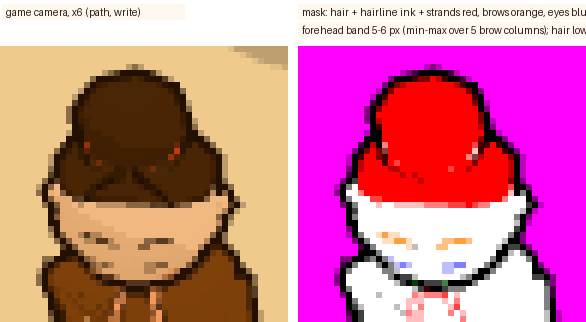 game camera, x6 (path, write)
mask: hair + hairline ink + strands red, brows orange, eyes blu
forehead band 5-6 px (min-max over 5 brow columns); hair low